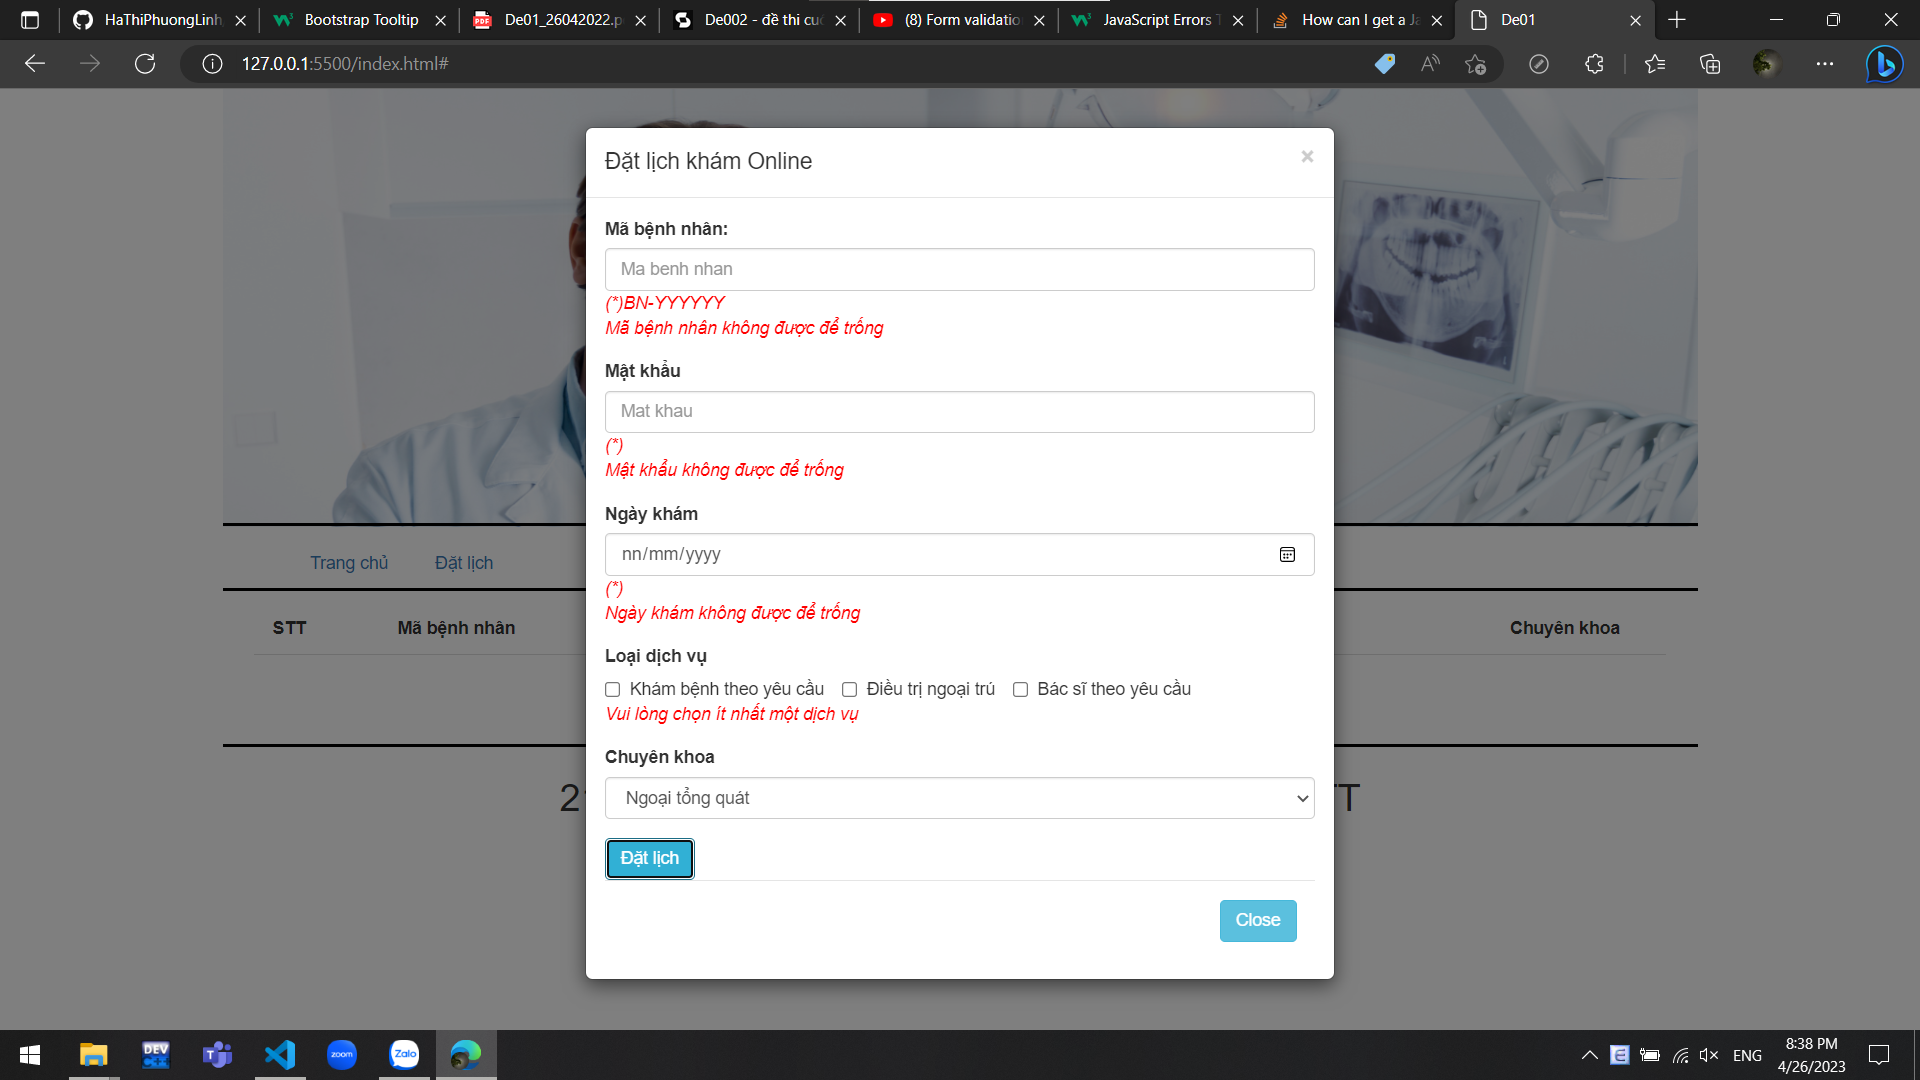 HaThiPhuongLinh
Bootstrap Tooltip
De01_26042022.p
De002 - đề thi cuố
(8) Form validatio
JavaScript Errors T
How can I get a Ja
De01
127.0.0.1:5500/index.html#
Đặt lịch khám Online
×
Mã bệnh nhân:
Ma benh nhan
(*)BN-YYYYYY
Mã bệnh nhân không được để trống
Mật khẩu
Mat khau
(*)
Mật khẩu không được để trống
Ngày khám
nn/mm/yyyy
(*)
Ngày khám không được để trống
Trang chủ
Đặt lịch
STT
Mã bệnh nhân
Chuyên khoa
Loại dịch vụ
Khám bệnh theo yêu cầu
Điều trị ngoại trú
Bác sĩ theo yêu cầu
Vui lòng chọn ít nhất một dịch vụ
Chuyên khoa
Ngoại tổng quát
Đặt lịch
Close
DEV C++
zoom
Zalo
ENG
8:38 PM
4/26/2023